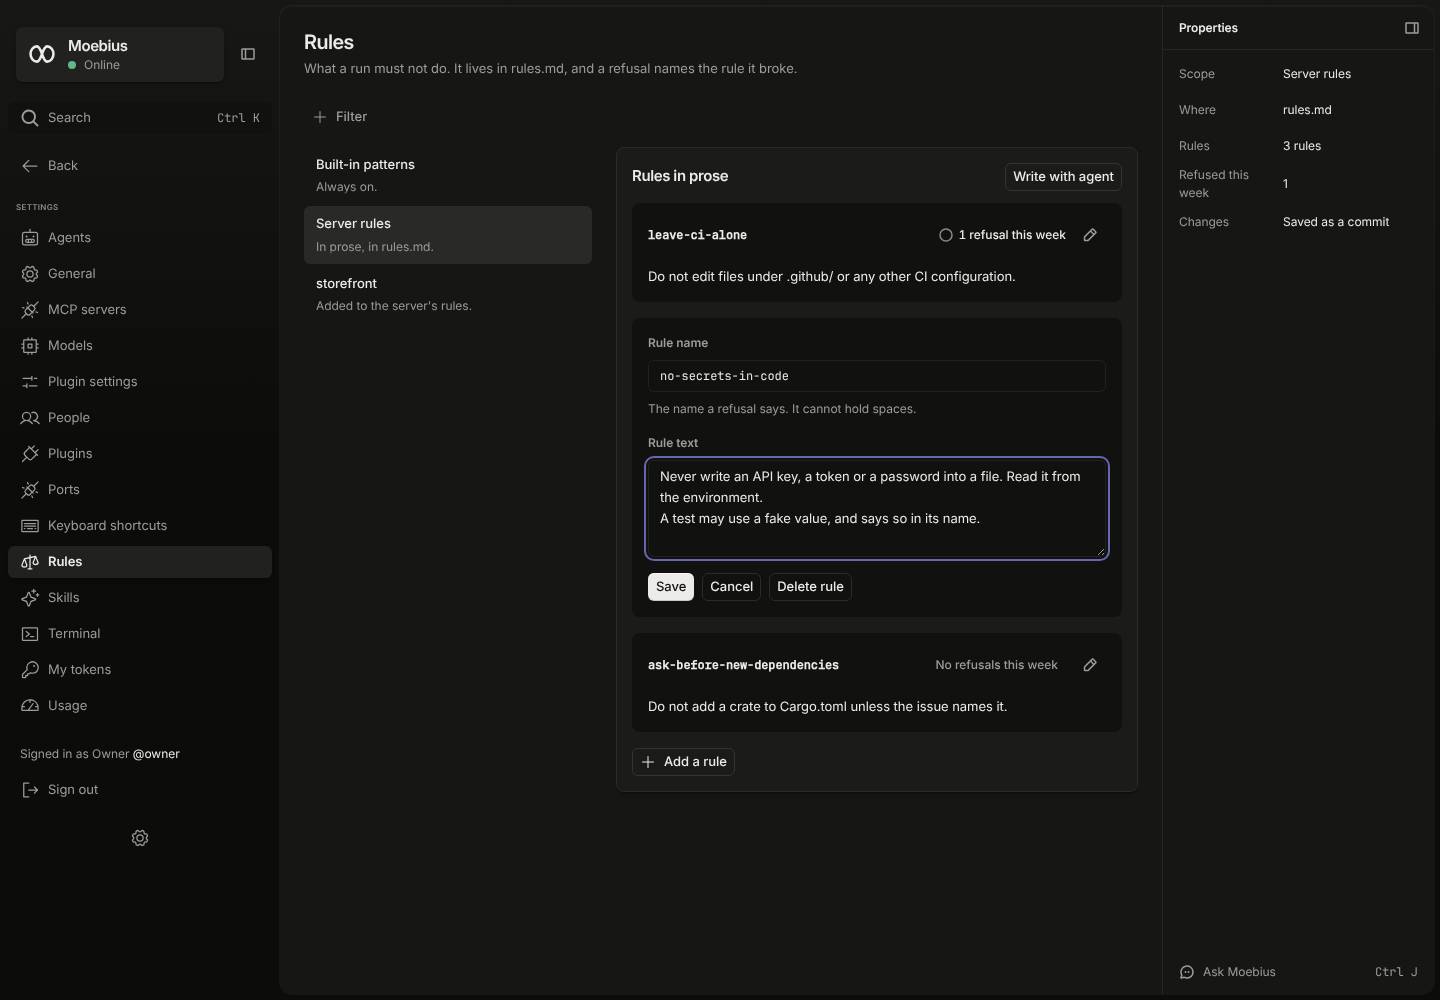 Moebius
Online
Search
Ctrl K
Back
SETTINGS
Agents
General
MCP servers
Models
Plugin settings
People
Plugins
Ports
Keyboard shortcuts
Rules
Skills
Terminal
My tokens
Usage
Signed in as Owner @owner
Sign out
Rules
What a run must not do. It lives in rules.md, and a refusal names the rule it broke.
Filter
Built-in patterns
Always on.
Server rules
In prose, in rules.md.
storefront
Added to the server's rules.
Rules in prose
Write with agent
leave-ci-alone
1 refusal this week
Do not edit files under .github/ or any other CI configuration.
Rule name
no-secrets-in-code
The name a refusal says. It cannot hold spaces.
Rule text
Never write an API key, a token or a password into a file. Read it from
the environment.
A test may use a fake value, and says so in its name.
Save
Cancel
Delete rule
ask-before-new-dependencies
No refusals this week
Do not add a crate to Cargo.toml unless the issue names it.
Add a rule
Properties
Scope
Server rules
Where
rules.md
Rules
3 rules
Refused this
week
1
Changes
Saved as a commit
Ask Moebius
Ctrl J